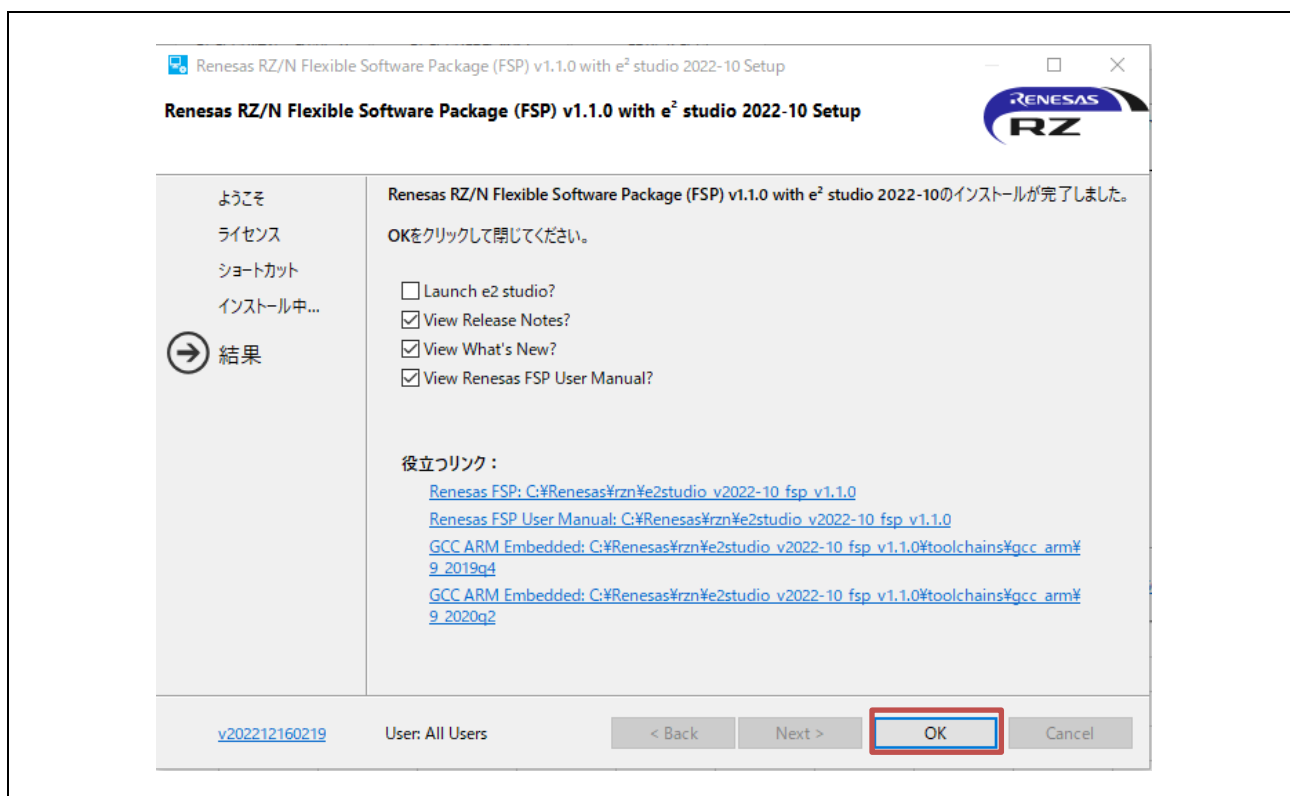 Renesas RZ/N Flexible Software Package (FSP) v1.1.0 with e² studio 2022-10 Setup
Renesas RZ/N Flexible Software Package (FSP) v1.1.0 with e² studio 2022-10 Setup
RENESAS
RZ
ようこそ
ライセンス
ショートカット
インストール中...
結果
Renesas RZ/N Flexible Software Package (FSP) v1.1.0 with e² studio 2022-10のインストールが完了しました。
OKをクリックして閉じてください。
Launch e2 studio?
View Release Notes?
View What's New?
View Renesas FSP User Manual?
役立つリンク：
Renesas FSP: C:¥Renesas¥rzn¥e2studio_v2022-10_fsp_v1.1.0
Renesas FSP User Manual: C:¥Renesas¥rzn¥e2studio_v2022-10_fsp_v1.1.0
GCC ARM Embedded: C:¥Renesas¥rzn¥e2studio_v2022-10_fsp_v1.1.0¥toolchains¥gcc_arm¥
9_2019q4
GCC ARM Embedded: C:¥Renesas¥rzn¥e2studio_v2022-10_fsp_v1.1.0¥toolchains¥gcc_arm¥
9_2020q2
v202212160219
User: All Users
< Back
Next >
OK
Cancel